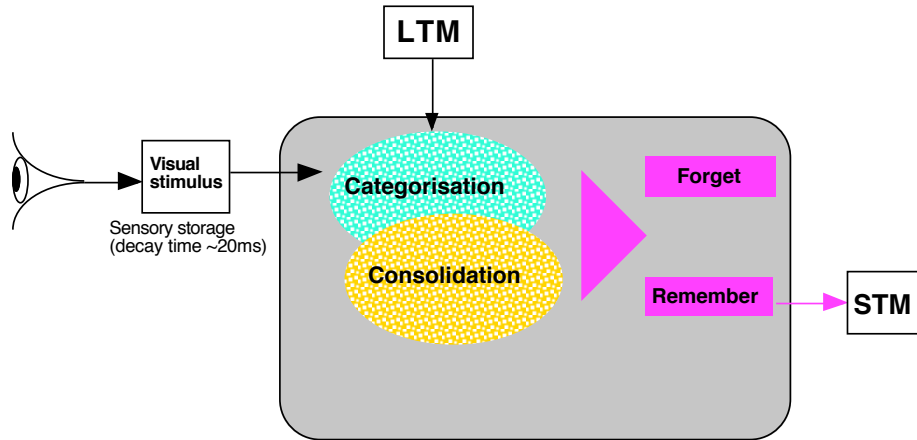 LTM
Visual
stimulus
Sensory storage
(decay time ~20ms)
Categorisation
Consolidation
Forget
Remember
STM